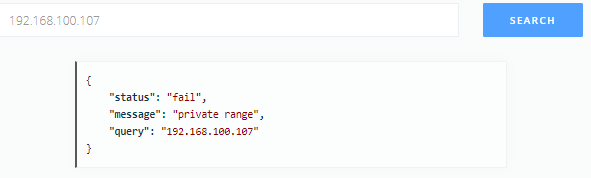 192.168.100.107
SEARCH
{
"status": "fail",
"message": "private range",
"query": "192.168.100.107"
}